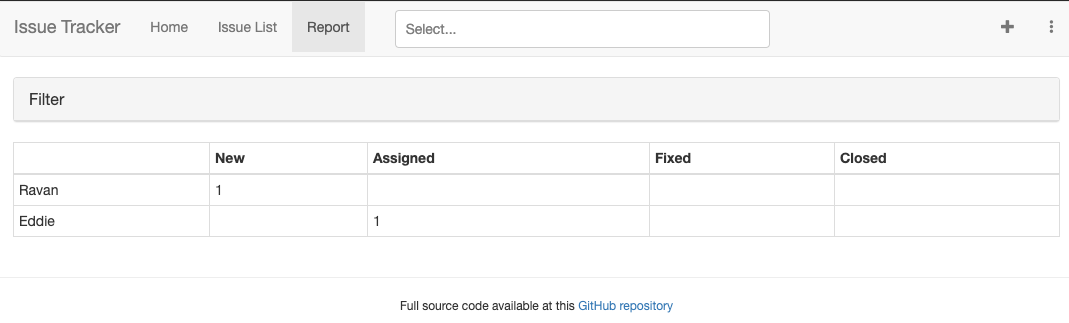 Issue Tracker Home Issue List Report Select...
Filter
New Assigned Fixed Closed
Ravan 1
Eddie 1
Full source code available at this GitHub repository